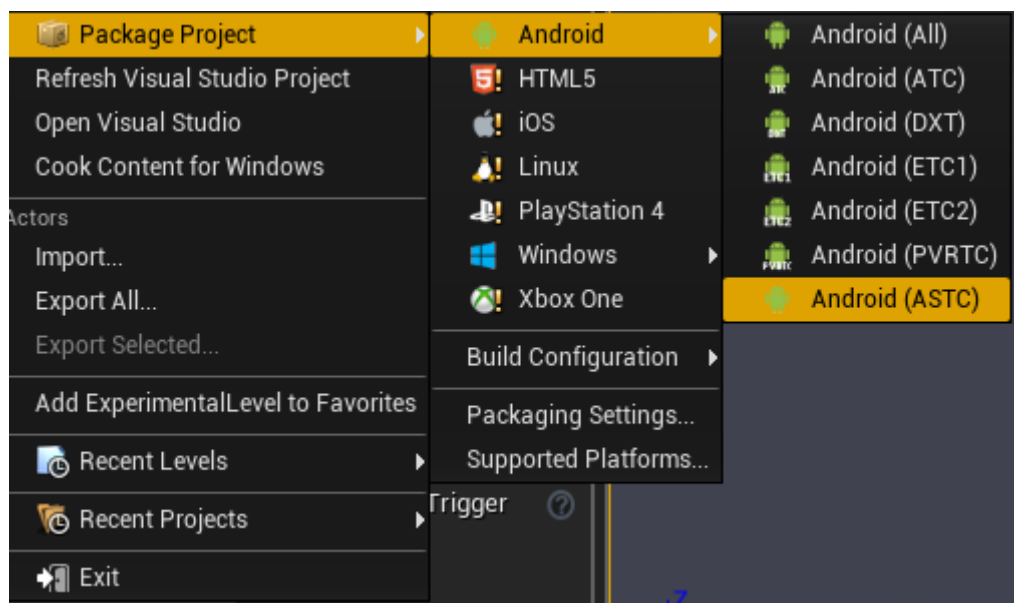 Package Project
Refresh Visual Studio Project
Open Visual Studio
Cook Content for Windows
Actors
Import...
Export All...
Export Selected...
Add ExperimentalLevel to Favorites
Recent Levels
Recent Projects
Exit
Android
HTML5
iOS
Linux
PlayStation 4
Windows
Xbox One
Build Configuration
Packaging Settings...
Supported Platforms...
Trigger
Android (All)
Android (ATC)
Android (DXT)
Android (ETC1)
Android (ETC2)
Android (PVRTC)
Android (ASTC)
Z